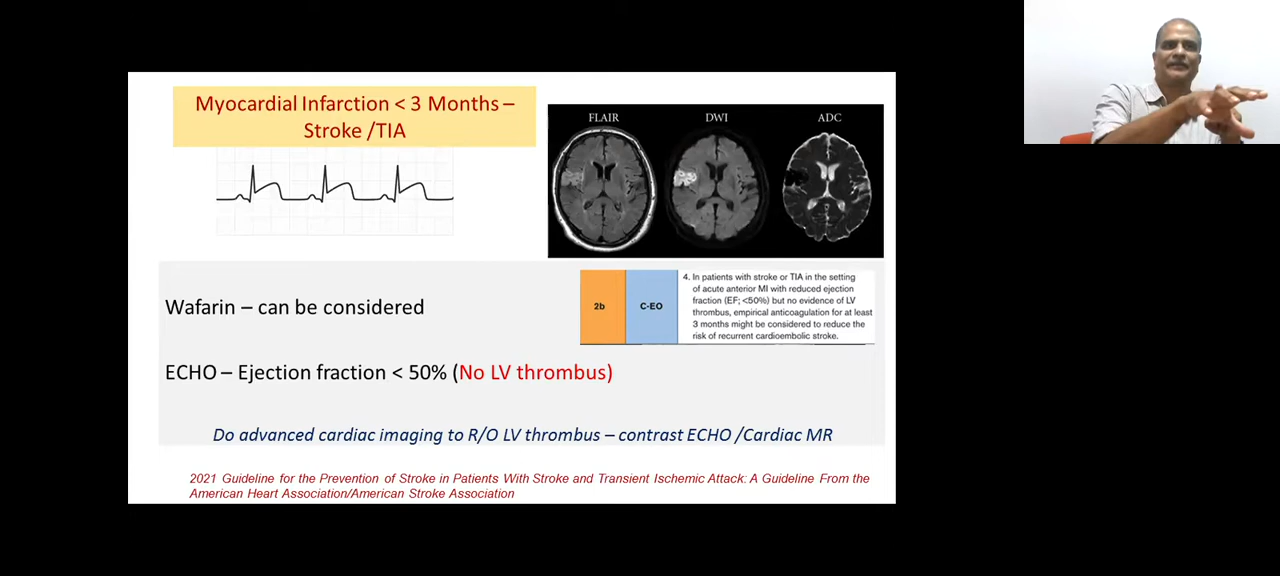 Myocardial Infarction < 3 Months –
Stroke /TIA
FLAIR
DWI
ADC
Wafarin – can be considered
2b
C-EO
4. In patients with stroke or TIA in the setting
of acute anterior MI with reduced ejection
fraction (EF; <50%) but no evidence of LV
thrombus, empirical anticoagulation for at least
3 months might be considered to reduce the
risk of recurrent cardioembolic stroke.
ECHO – Ejection fraction < 50% (No LV thrombus)
Do advanced cardiac imaging to R/O LV thrombus – contrast ECHO /Cardiac MR
2021 Guideline for the Prevention of Stroke in Patients With Stroke and Transient Ischemic Attack: A Guideline From the
American Heart Association/American Stroke Association